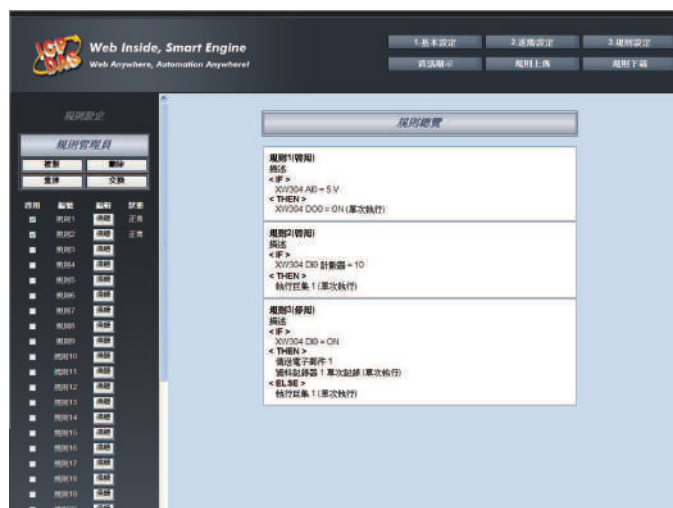 ICP DAS
Web Inside, Smart Engine
Web Anywhere, Automation Anywhere!
1.基本設定 2.進階設定 3.規則設定
資訊顯示 規則上傳 規則下載
規則設定
規則管理員
複製 刪除
重排 交換
啓用 編號 編輯 狀態
規則1 編輯 正常
規則2 編輯 正常
規則3 編輯
規則4 編輯
規則5 編輯
規則6 編輯
規則7 編輯
規則8 編輯
規則9 編輯
規則10 編輯
規則11 編輯
規則12 編輯
規則13 編輯
規則14 編輯
規則15 編輯
規則16 編輯
規則17 編輯
規則18 編輯
規則19 編輯
規則總覽
規則1(啓用)
描述
<IF>
XW304 AI0 = 5 V
<THEN>
XW304 DO0 = ON (單次執行)
規則2(啓用)
描述
<IF>
XW304 DI0 計數器 = 10
<THEN>
執行巨集 1 (單次執行)
規則3(停用)
描述
<IF>
XW304 DI0 = ON
<THEN>
傳送電子郵件 1
資料記錄器 1 單次記錄 (單次執行)
<ELSE>
執行巨集 1 (單次執行)